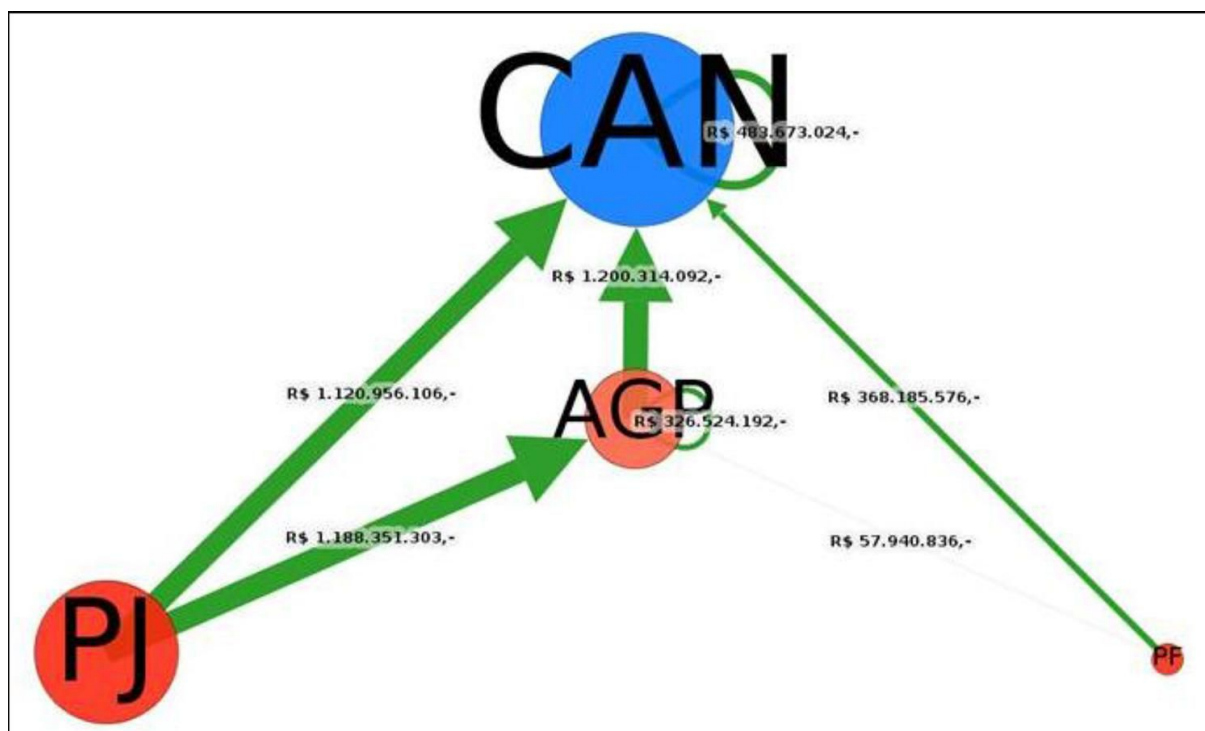 CAN
R$ 483.673.024,-
R$ 1.200.314.092,-
R$ 1.120.956.106,-
R$ 368.185.576,-
AGP
R$ 326.524.192,-
R$ 1.188.351.303,-
R$ 57.940.836,-
PJ
PF